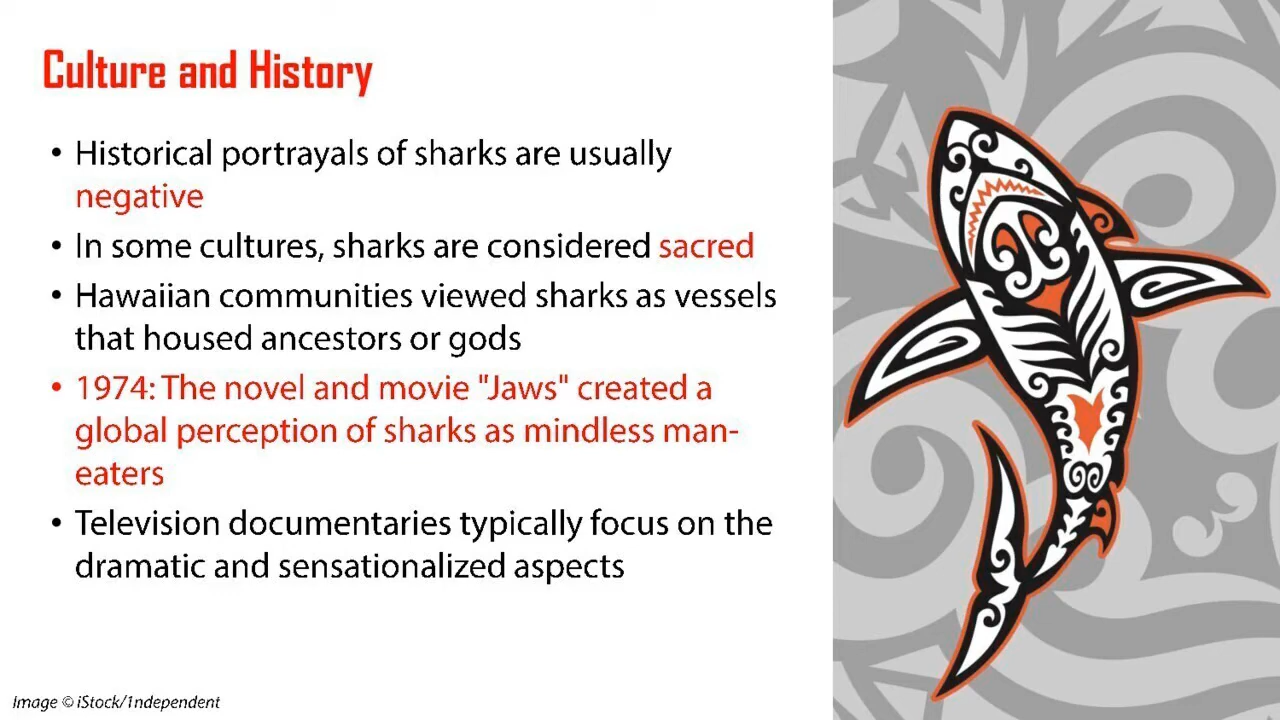 Culture and History
• Historical portrayals of sharks are usually
negative
• In some cultures, sharks are considered sacred
• Hawaiian communities viewed sharks as vessels
that housed ancestors or gods
• 1974: The novel and movie "Jaws" created a
global perception of sharks as mindless man-
eaters
• Television documentaries typically focus on the
dramatic and sensationalized aspects
Image © iStock/1ndependent